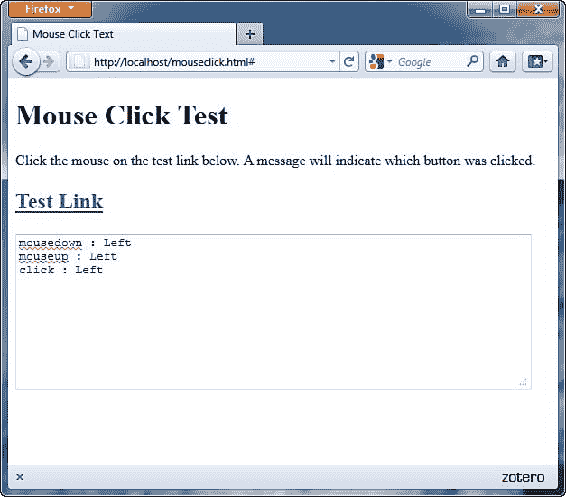 Firefox
Mouse Click Text
http://localhost/mouseclick.html#
Google
Mouse Click Test
Click the mouse on the test link below. A message will indicate which button was clicked.
Test Link
mousedown : Left
mouseup : Left
click : Left
zotero